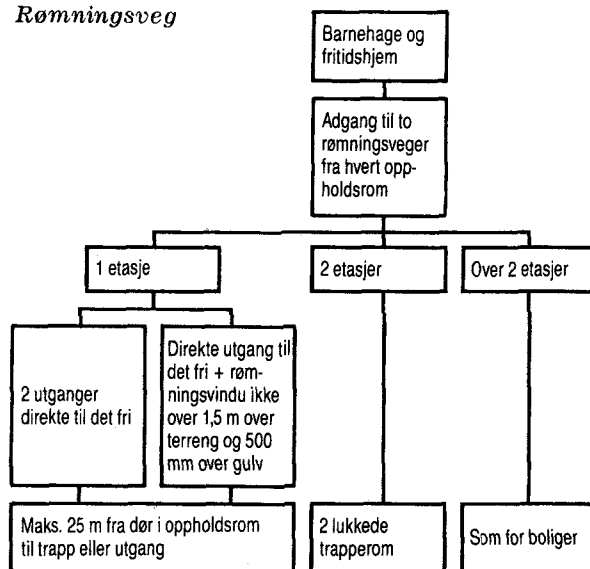 Rømningsveg
Barnehage og
fritidshjem
Adgang til to
rømningsveger
fra hvert opp-
holdsrom
1 etasje
2 etasjer
Over 2 etasjer
2 utganger
direkte til det fri
Direkte utgang til
det fri + røm-
ningsvindu ikke
over 1,5 m over
terreng og 500
mm over gulv
Maks. 25 m fra dør i oppholdsrom
til trapp eller utgang
2 lukkede
trapperom
Som for boliger